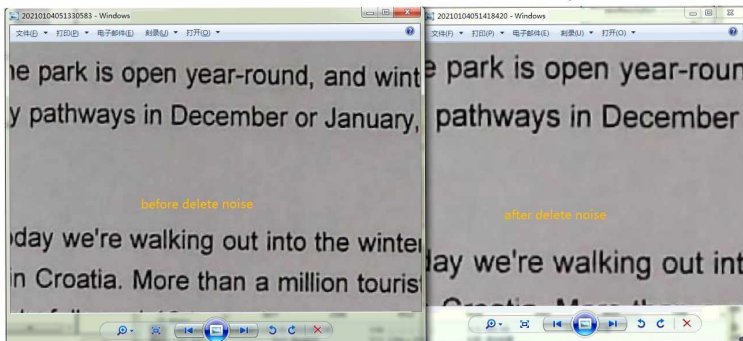 20210104051330583 - Windows
文件(F) 打印(P) 电子邮件(E) 刻录(U) 打开(O)
park is open year-round, and wint
y pathways in December or January,
before delete noise
day we're walking out into the winter
in Croatia. More than a million touris
20210104051418420 - Windows
文件(F) 打印(P) 电子邮件(E) 刻录(U) 打开(O)
e park is open year-roun
pathways in December
after delete noise
day we're walking out int